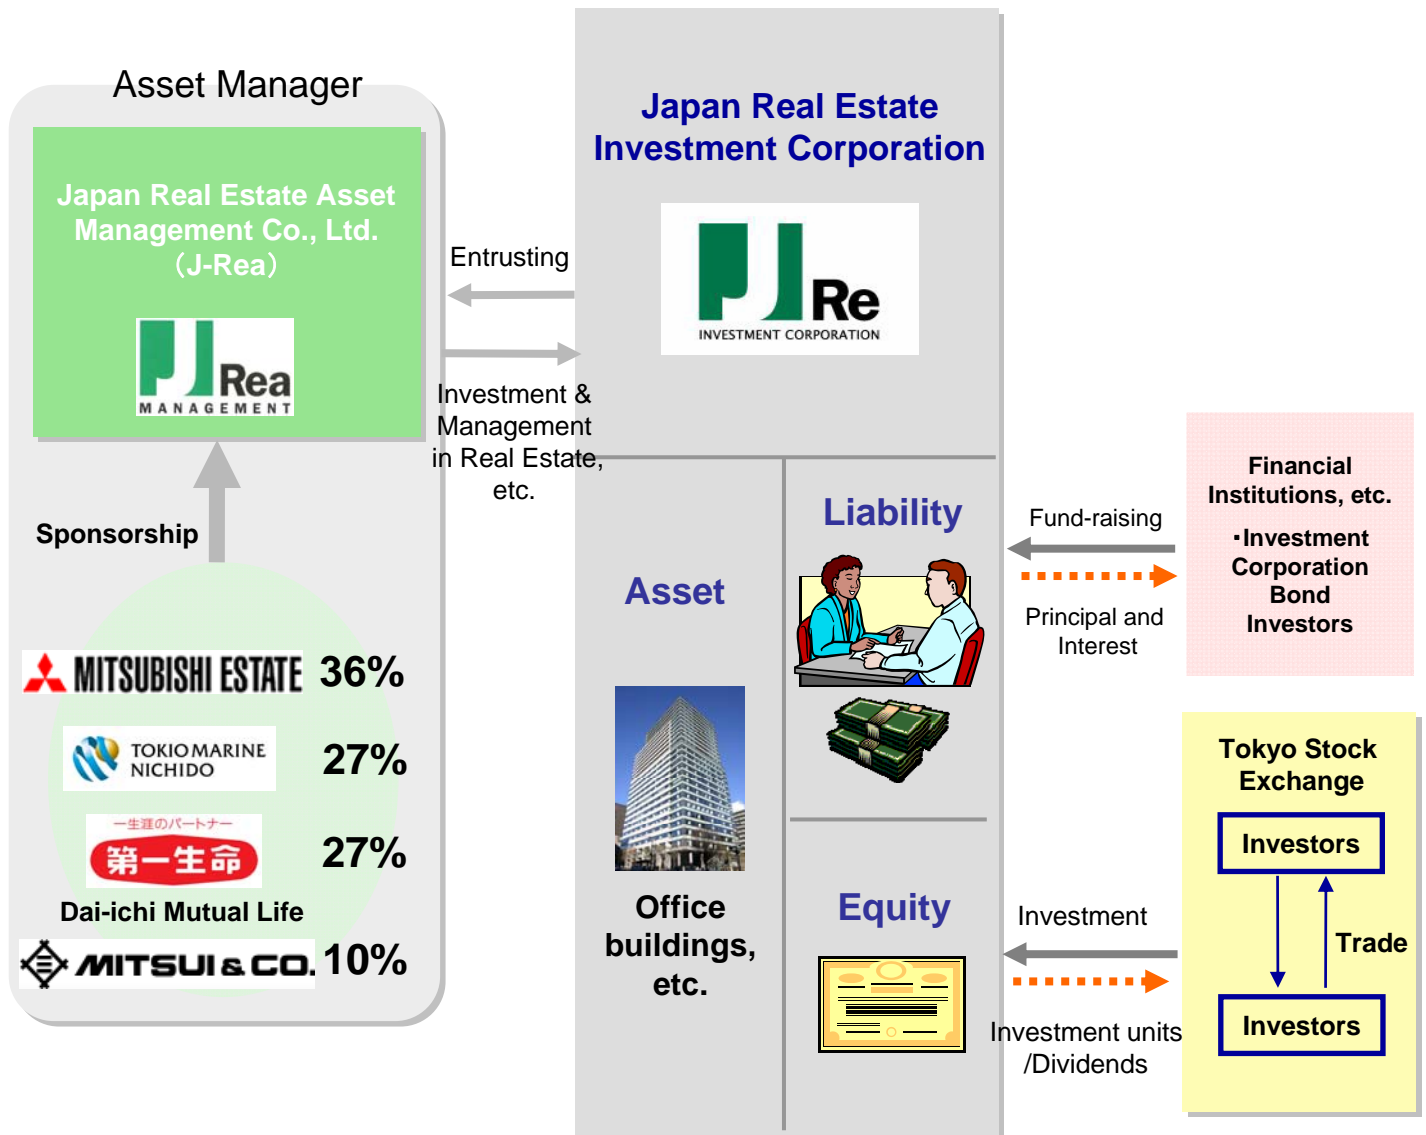 Asset Manager
Japan Real Estate Asset
Management Co., Ltd.
（J-Rea）
Rea
MANAGEMENT
Sponsorship
MITSUBISHI ESTATE 36%
TOKIO MARINE
NICHIDO
27%
一生涯のパートナー
第一生命
27%
Dai-ichi Mutual Life
MITSUI & CO. 10%
Entrusting
Investment &
Management
in Real Estate,
etc.
Japan Real Estate
Investment Corporation
Re
INVESTMENT CORPORATION
Asset
Office
buildings,
etc.
Liability
Equity
Fund-raising
Principal and
Interest
Financial
Institutions, etc.
・Investment
Corporation
Bond
Investors
Investment
Investment units
/Dividends
Tokyo Stock
Exchange
Investors
Trade
Investors